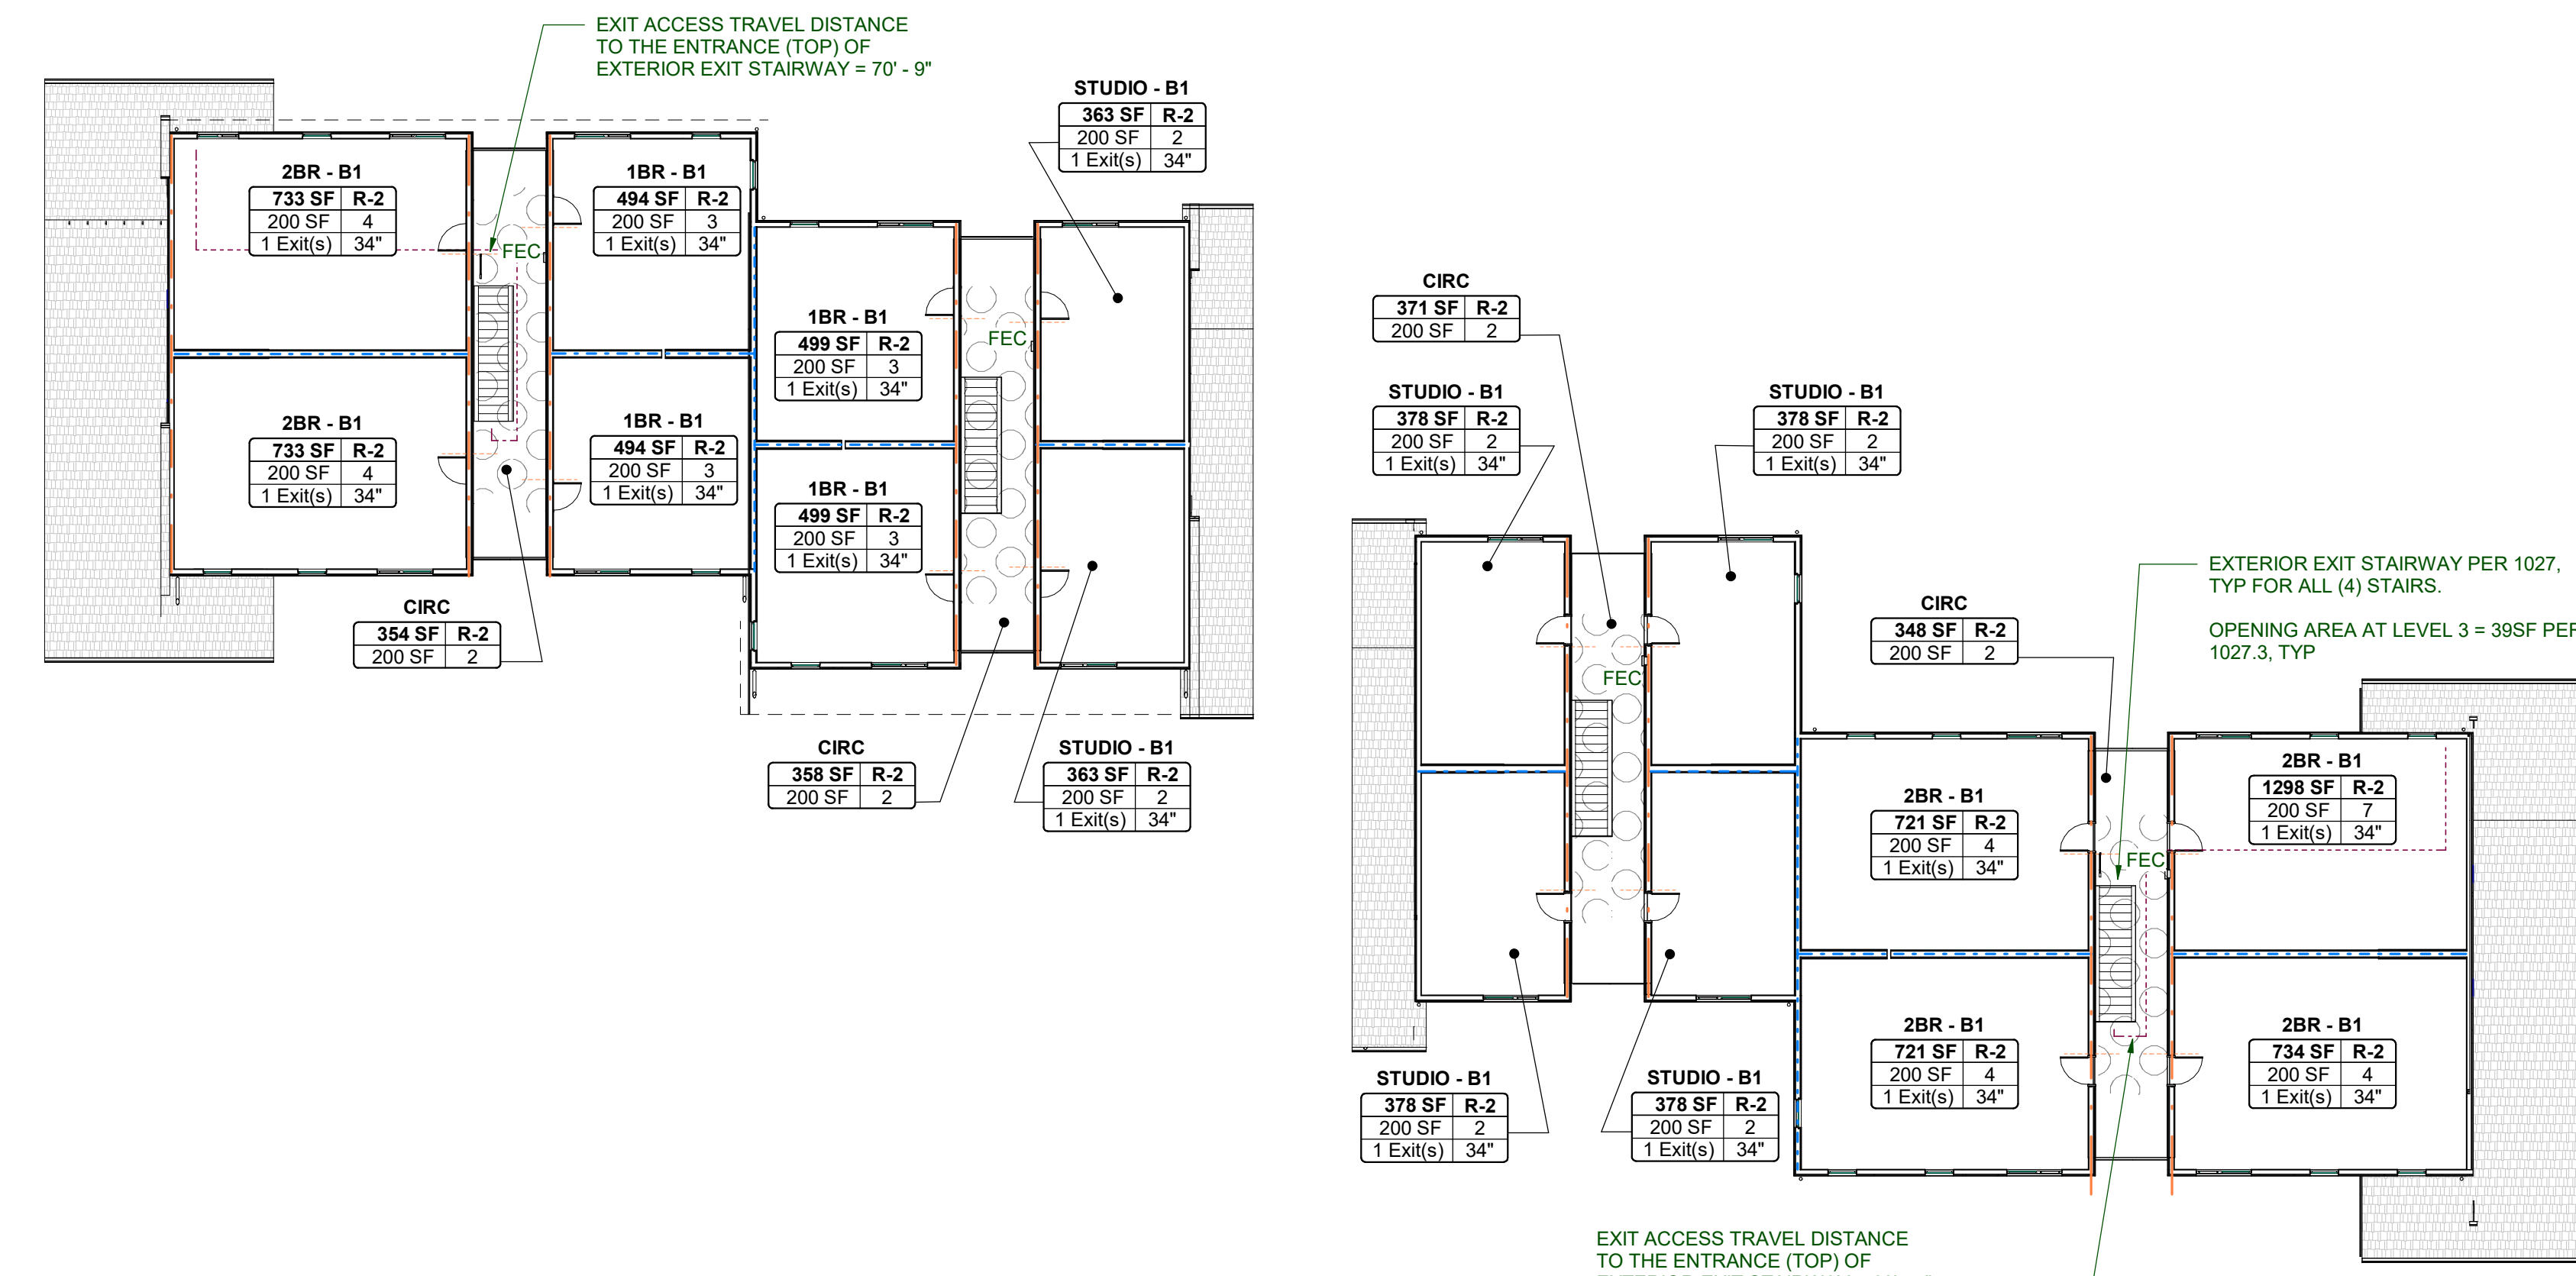 EXIT ACCESS TRAVEL DISTANCE
TO THE ENTRANCE (TOP) OF
EXTERIOR EXIT STAIRWAY = 70' - 9"
STUDIO - B1
363 SF R-2
200 SF 2
1 Exit(s) 34"
2BR - B1
733 SF R-2
200 SF 4
1 Exit(s) 34"
1BR - B1
494 SF R-2
200 SF 3
1 Exit(s) 34"
FEC
1BR - B1
499 SF R-2
200 SF 3
1 Exit(s) 34"
FEC
2BR - B1
733 SF R-2
200 SF 4
1 Exit(s) 34"
1BR - B1
494 SF R-2
200 SF 3
1 Exit(s) 34"
1BR - B1
499 SF R-2
200 SF 3
1 Exit(s) 34"
CIRC
354 SF R-2
200 SF 2
CIRC
358 SF R-2
200 SF 2
STUDIO - B1
363 SF R-2
200 SF 2
1 Exit(s) 34"
CIRC
371 SF R-2
200 SF 2
STUDIO - B1
378 SF R-2
200 SF 2
1 Exit(s) 34"
STUDIO - B1
378 SF R-2
200 SF 2
1 Exit(s) 34"
EXTERIOR EXIT STAIRWAY PER 1027,
TYP FOR ALL (4) STAIRS.
OPENING AREA AT LEVEL 3 = 39SF PER
1027.3, TYP
CIRC
348 SF R-2
200 SF 2
FEC
2BR - B1
721 SF R-2
200 SF 4
1 Exit(s) 34"
2BR - B1
1298 SF R-2
200 SF 7
1 Exit(s) 34"
FEC
2BR - B1
721 SF R-2
200 SF 4
1 Exit(s) 34"
2BR - B1
734 SF R-2
200 SF 4
1 Exit(s) 34"
STUDIO - B1
378 SF R-2
200 SF 2
1 Exit(s) 34"
STUDIO - B1
378 SF R-2
200 SF 2
1 Exit(s) 34"
EXIT ACCESS TRAVEL DISTANCE
TO THE ENTRANCE (TOP) OF